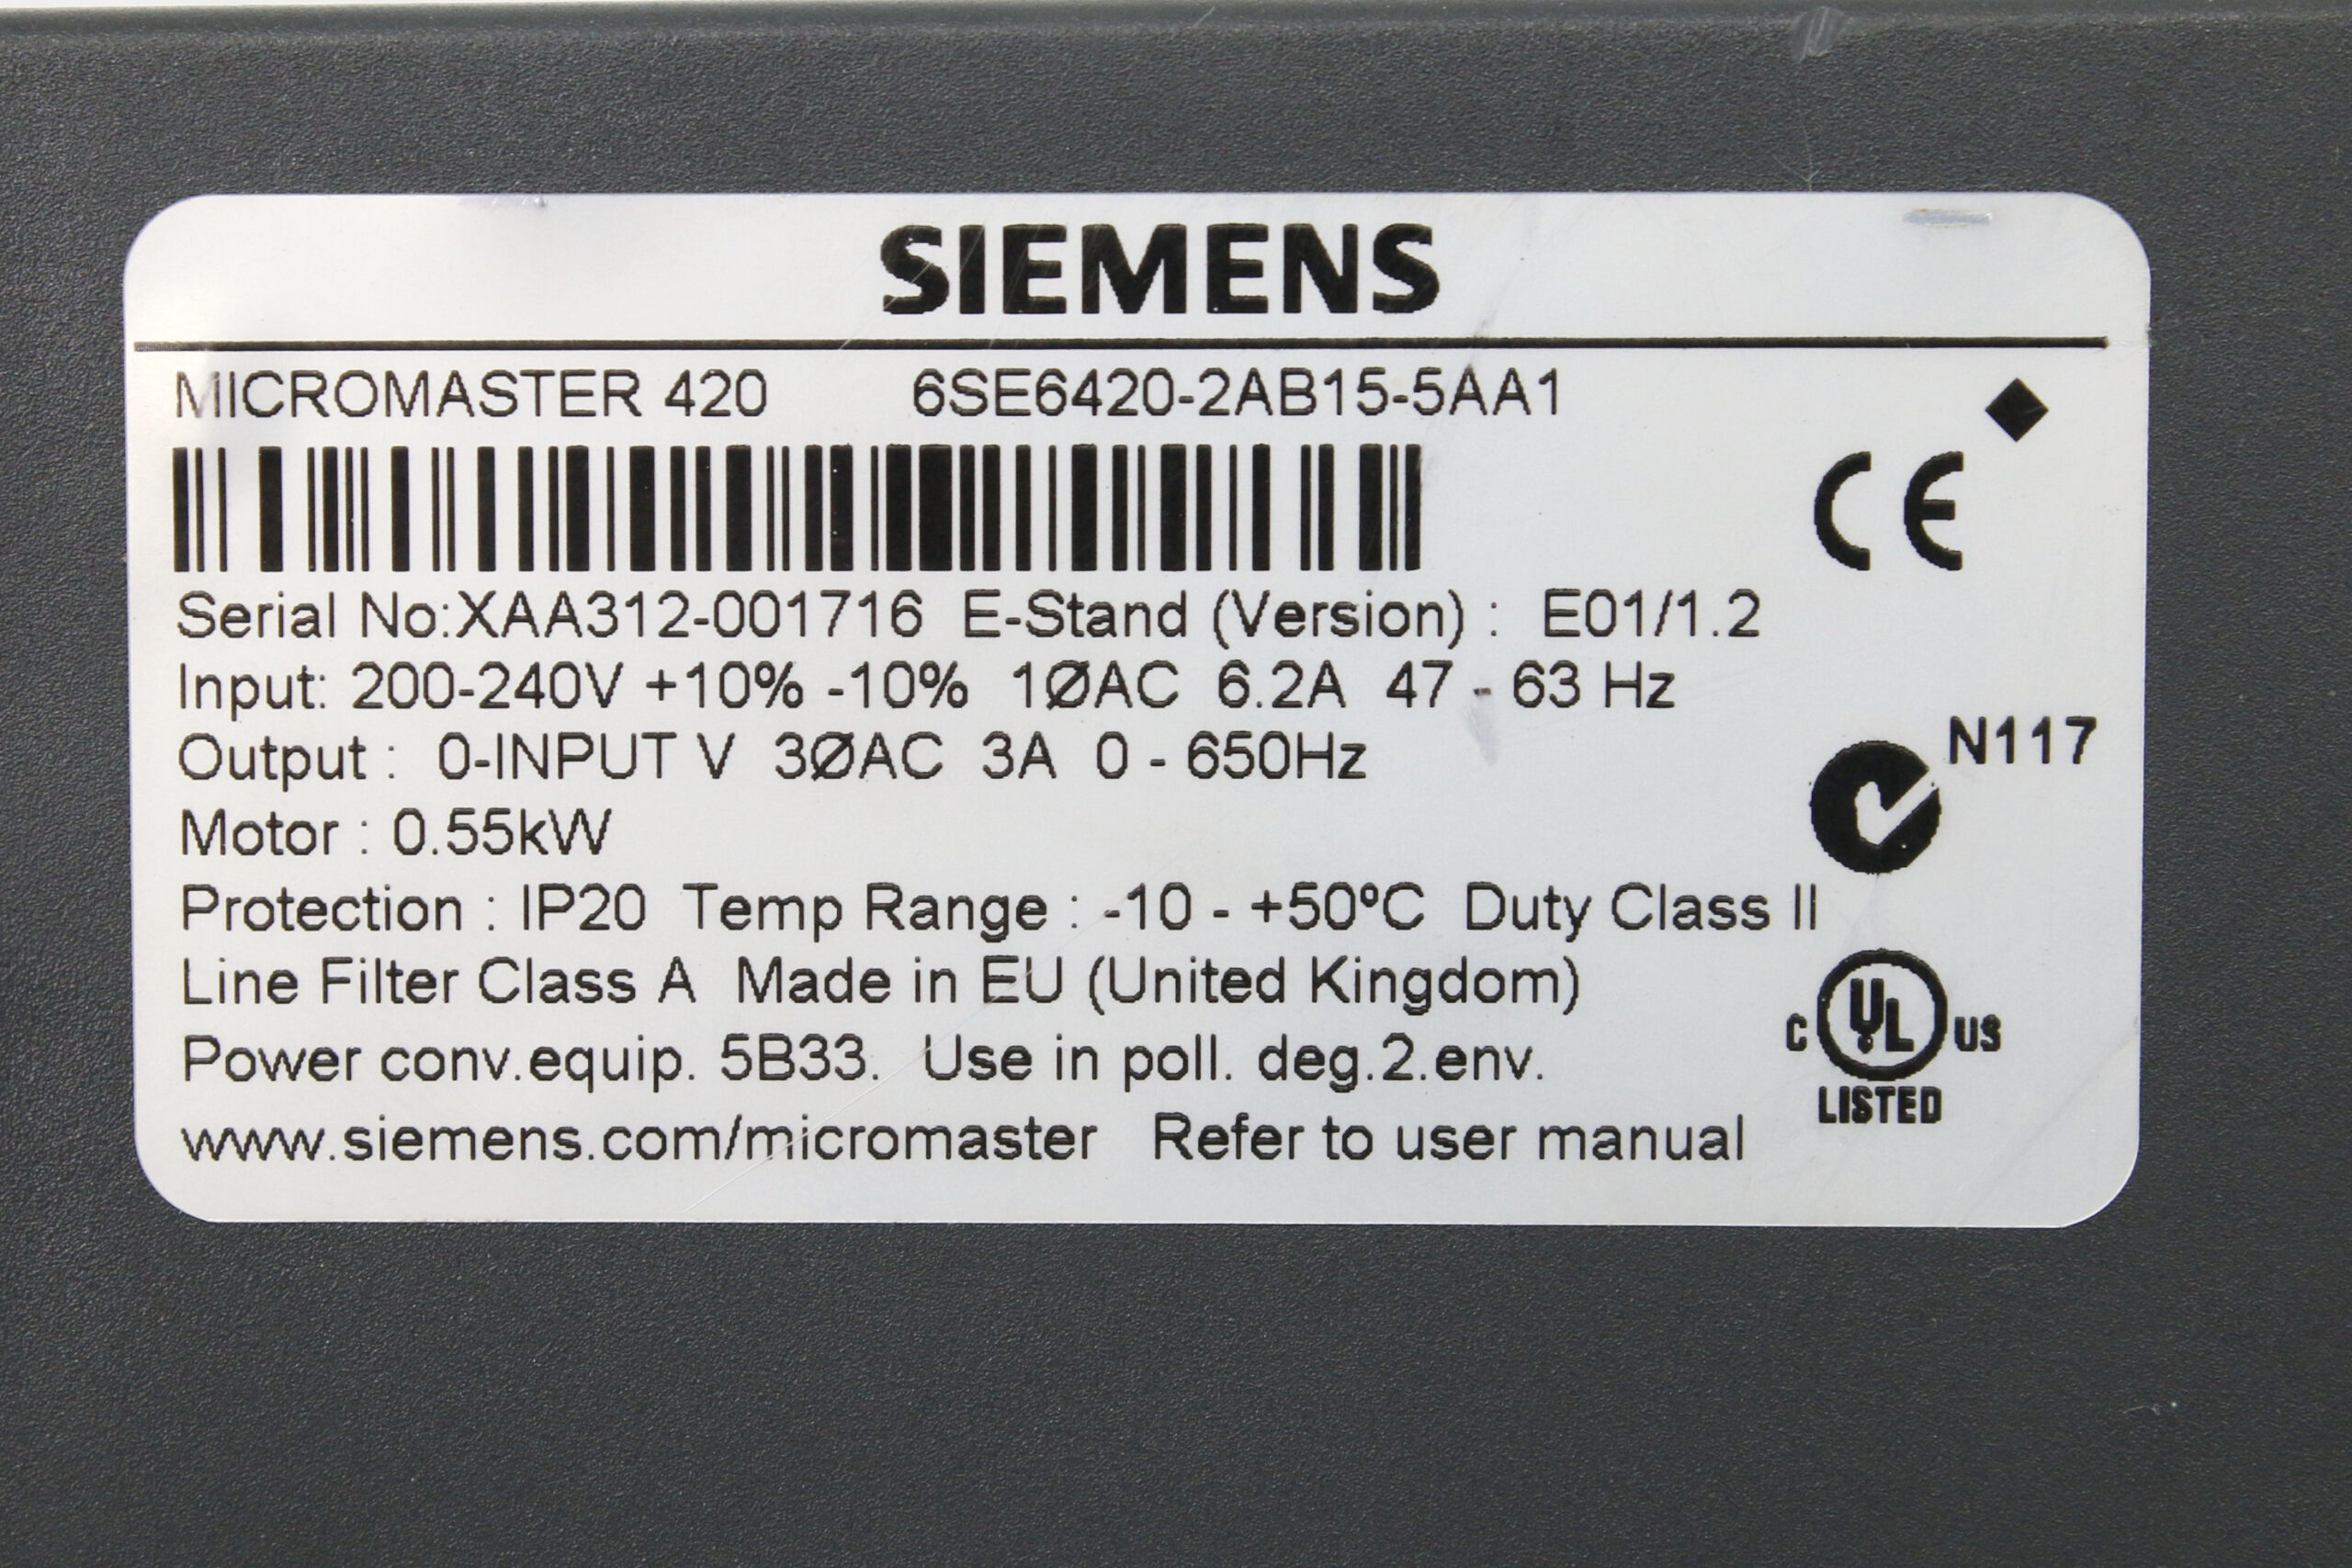 SIEMENS
MICROMASTER 420 6SE6420-2AB15-5AA1
CE
Serial No:XAA312-001716 E-Stand (Version) : E01/1.2
Input: 200-240V +10% -10% 1ØAC 6.2A 47 - 63 Hz
Output : 0-INPUT V 3ØAC 3A 0 - 650Hz
N117
Motor : 0.55kW
Protection : IP20 Temp Range : -10 - +50ºC Duty Class II
Line Filter Class A Made in EU (United Kingdom)
Power conv.equip. 5B33. Use in poll. deg.2.env.
C UL US
LISTED
www.siemens.com/micromaster Refer to user manual